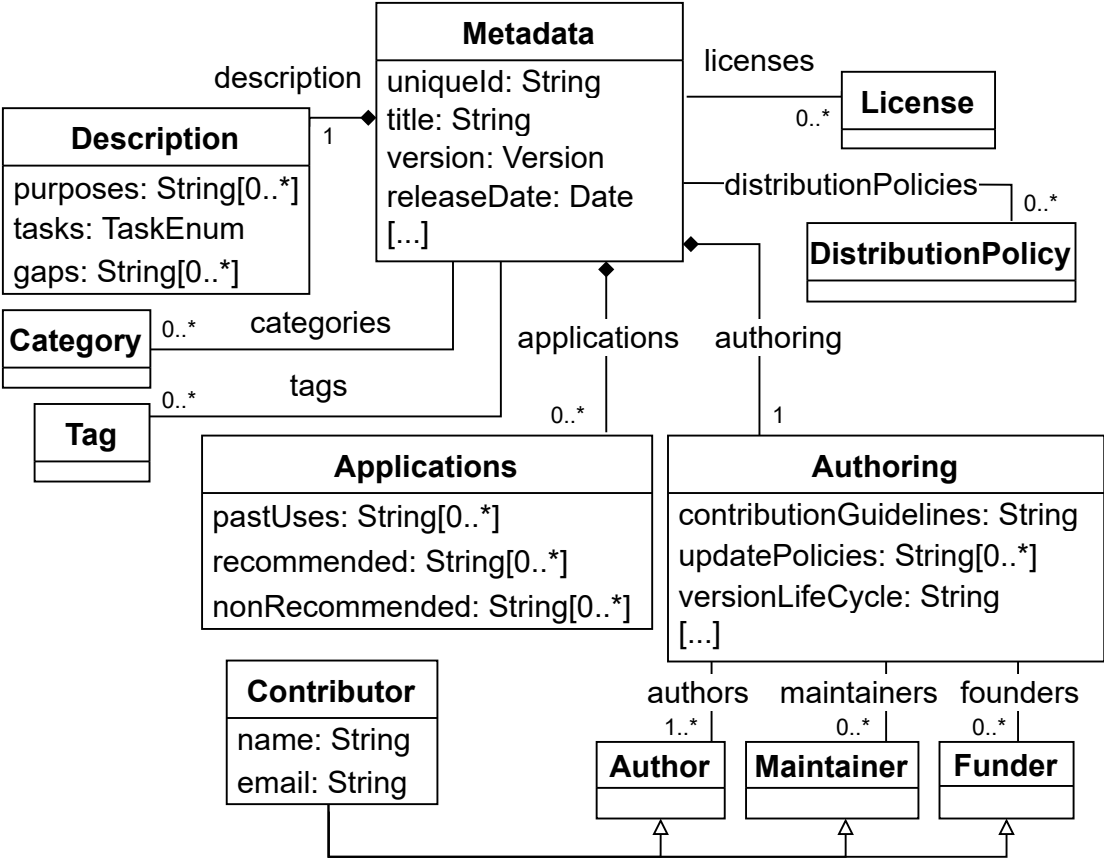 Metadata
uniqueId: String
title: String
version: Version
releaseDate: Date
[...]
description
1
Description
purposes: String[0..*]
tasks: TaskEnum
gaps: String[0..*]
licenses
0..*
License
distributionPolicies
0..*
DistributionPolicy
Category
0..*
categories
Tag
0..*
tags
applications
0..*
authoring
1
Applications
pastUses: String[0..*]
recommended: String[0..*]
nonRecommended: String[0..*]
Authoring
contributionGuidelines: String
updatePolicies: String[0..*]
versionLifeCycle: String
[...]
Contributor
name: String
email: String
authors
1..*
maintainers
0..*
founders
0..*
Author
Maintainer
Funder